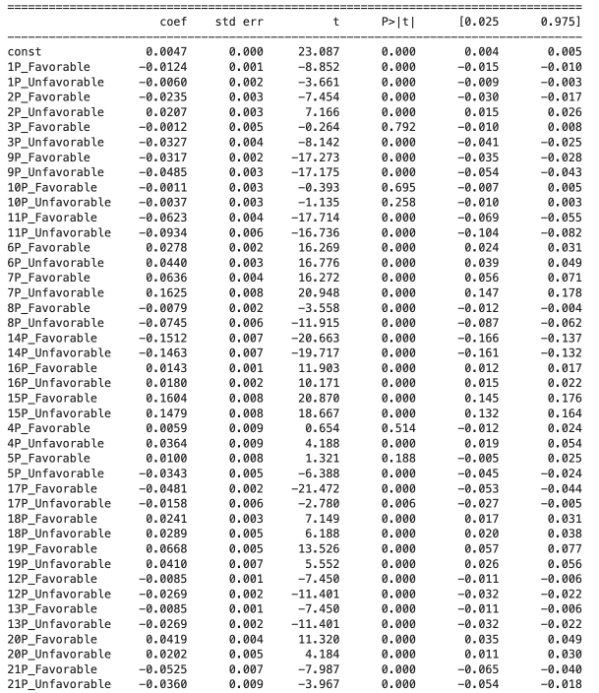 coef std err t P>|t| [0.025 0.975]
const 0.0047 0.000 23.087 0.000 0.004 0.005
1P_Favorable -0.0124 0.001 -8.852 0.000 -0.015 -0.010
1P_Unfavorable -0.0060 0.002 -3.661 0.000 -0.009 -0.003
2P_Favorable -0.0235 0.003 -7.454 0.000 -0.030 -0.017
2P_Unfavorable 0.0207 0.003 7.166 0.000 0.015 0.026
3P_Favorable -0.0012 0.005 -0.264 0.792 -0.010 0.008
3P_Unfavorable -0.0327 0.004 -8.142 0.000 -0.041 -0.025
9P_Favorable -0.0317 0.002 -17.273 0.000 -0.035 -0.028
9P_Unfavorable -0.0485 0.003 -17.175 0.000 -0.054 -0.043
10P_Favorable -0.0011 0.003 -0.393 0.695 -0.007 0.005
10P_Unfavorable -0.0037 0.003 -1.135 0.258 -0.010 0.003
11P_Favorable -0.0623 0.004 -17.714 0.000 -0.069 -0.055
11P_Unfavorable -0.0934 0.006 -16.736 0.000 -0.104 -0.082
6P_Favorable 0.0278 0.002 16.269 0.000 0.024 0.031
6P_Unfavorable 0.0440 0.003 16.776 0.000 0.039 0.049
7P_Favorable 0.0636 0.004 16.272 0.000 0.056 0.071
7P_Unfavorable 0.1625 0.008 20.948 0.000 0.147 0.178
8P_Favorable -0.0079 0.002 -3.558 0.000 -0.012 -0.004
8P_Unfavorable -0.0745 0.006 -11.915 0.000 -0.087 -0.062
14P_Favorable -0.1512 0.007 -20.663 0.000 -0.166 -0.137
14P_Unfavorable -0.1463 0.007 -19.717 0.000 -0.161 -0.132
16P_Favorable 0.0143 0.001 11.903 0.000 0.012 0.017
16P_Unfavorable 0.0180 0.002 10.171 0.000 0.015 0.022
15P_Favorable 0.1604 0.008 20.870 0.000 0.145 0.176
15P_Unfavorable 0.1479 0.008 18.667 0.000 0.132 0.164
4P_Favorable 0.0059 0.009 0.654 0.514 -0.012 0.024
4P_Unfavorable 0.0364 0.009 4.188 0.000 0.019 0.054
5P_Favorable 0.0100 0.008 1.321 0.188 -0.005 0.025
5P_Unfavorable -0.0343 0.005 -6.388 0.000 -0.045 -0.024
17P_Favorable -0.0481 0.002 -21.472 0.000 -0.053 -0.044
17P_Unfavorable -0.0158 0.006 -2.780 0.006 -0.027 -0.005
18P_Favorable 0.0241 0.003 7.149 0.000 0.017 0.031
18P_Unfavorable 0.0289 0.005 6.188 0.000 0.020 0.038
19P_Favorable 0.0668 0.005 13.526 0.000 0.057 0.077
19P_Unfavorable 0.0410 0.007 5.552 0.000 0.026 0.056
12P_Favorable -0.0085 0.001 -7.450 0.000 -0.011 -0.006
12P_Unfavorable -0.0269 0.002 -11.401 0.000 -0.032 -0.022
13P_Favorable -0.0085 0.001 -7.450 0.000 -0.011 -0.006
13P_Unfavorable -0.0269 0.002 -11.401 0.000 -0.032 -0.022
20P_Favorable 0.0419 0.004 11.320 0.000 0.035 0.049
20P_Unfavorable 0.0202 0.005 4.184 0.000 0.011 0.030
21P_Favorable -0.0525 0.007 -7.987 0.000 -0.065 -0.040
21P_Unfavorable -0.0360 0.009 -3.967 0.000 -0.054 -0.018